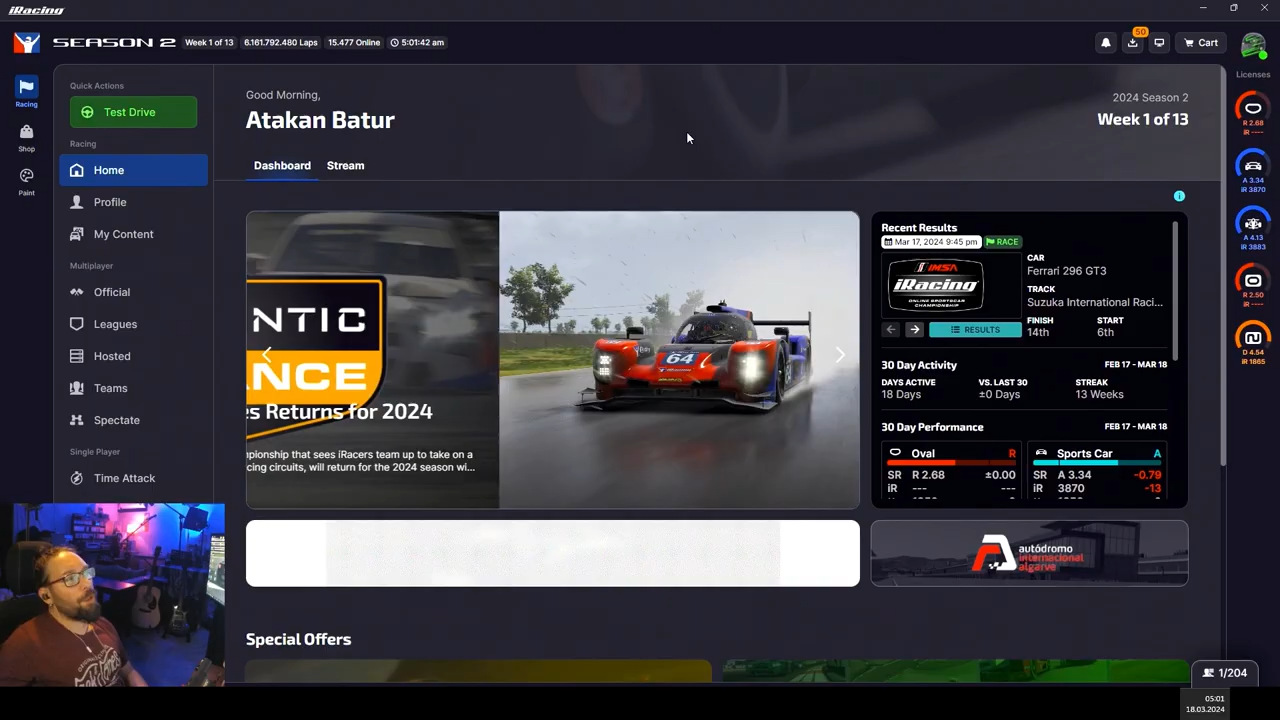 iRacing
SEASON 2
Week 1 of 13
6.161.792.480 Laps
15.477 Online
5:01:42 am
50
Cart
Racing
Shop
Paint
Quick Actions
Test Drive
Racing
Home
Profile
My Content
Multiplayer
Official
Leagues
Hosted
Teams
Spectate
Single Player
Time Attack
Good Morning,
Atakan Batur
2024 Season 2
Week 1 of 13
Dashboard
Stream
NTIC
NCE
es Returns for 2024
mpionship that sees iRacers team up to take on a
cing circuits, will return for the 2024 season wi...
64
Recent Results
Mar 17, 2024 9:45 pm
RACE
IMSA
iRacing
ONLINE SPORTSCAR
CHAMPIONSHIP
CAR
Ferrari 296 GT3
TRACK
Suzuka International Raci...
FINISH
START
14th
6th
RESULTS
30 Day Activity
FEB 17 - MAR 18
DAYS ACTIVE
VS. LAST 30
STREAK
18 Days
±0 Days
13 Weeks
30 Day Performance
FEB 17 - MAR 18
Oval
R
SR
R 2.68
±0.00
iR
---
---
Sports Car
A
SR
A 3.34
-0.79
iR
3870
-13
autódromo
internacional
algarve
Special Offers
Licenses
R 2.68
iR ----
A 3.34
iR 3870
A 4.13
iR 3883
R 2.50
iR ----
D 4.54
iR 1865
1/204
05:01
18.03.2024